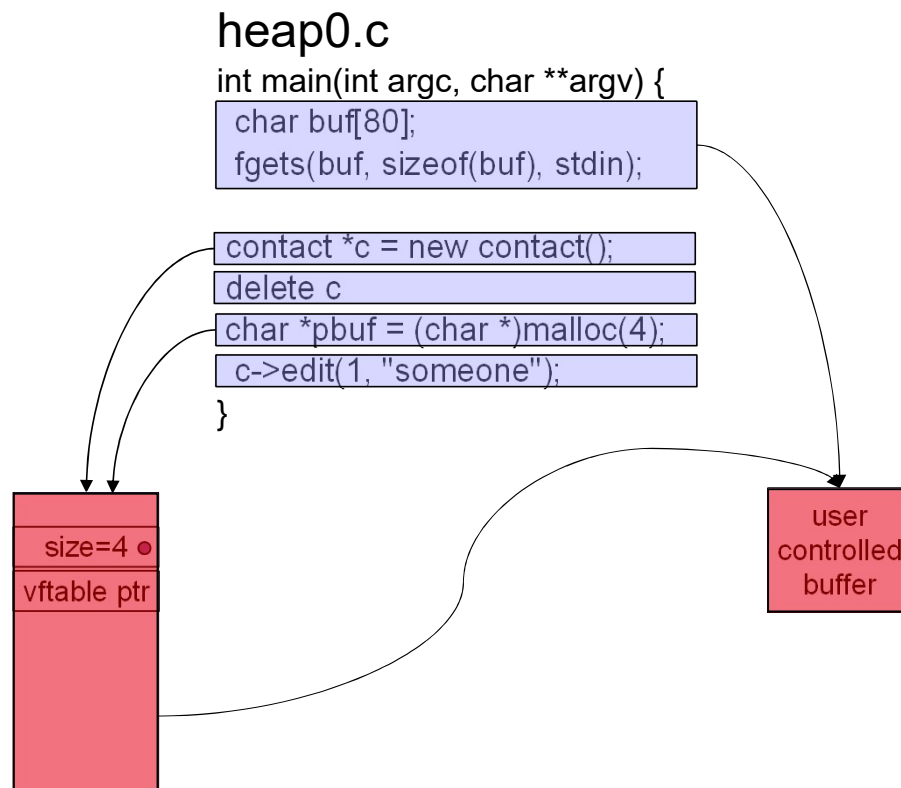 heap0.c
int main(int argc, char **argv) {
char buf[80];
fgets(buf, sizeof(buf), stdin);
contact *c = new contact();
delete c
char *pbuf = (char *)malloc(4);
c->edit(1, "someone");
}
size=4
vftable ptr
user
controlled
buffer